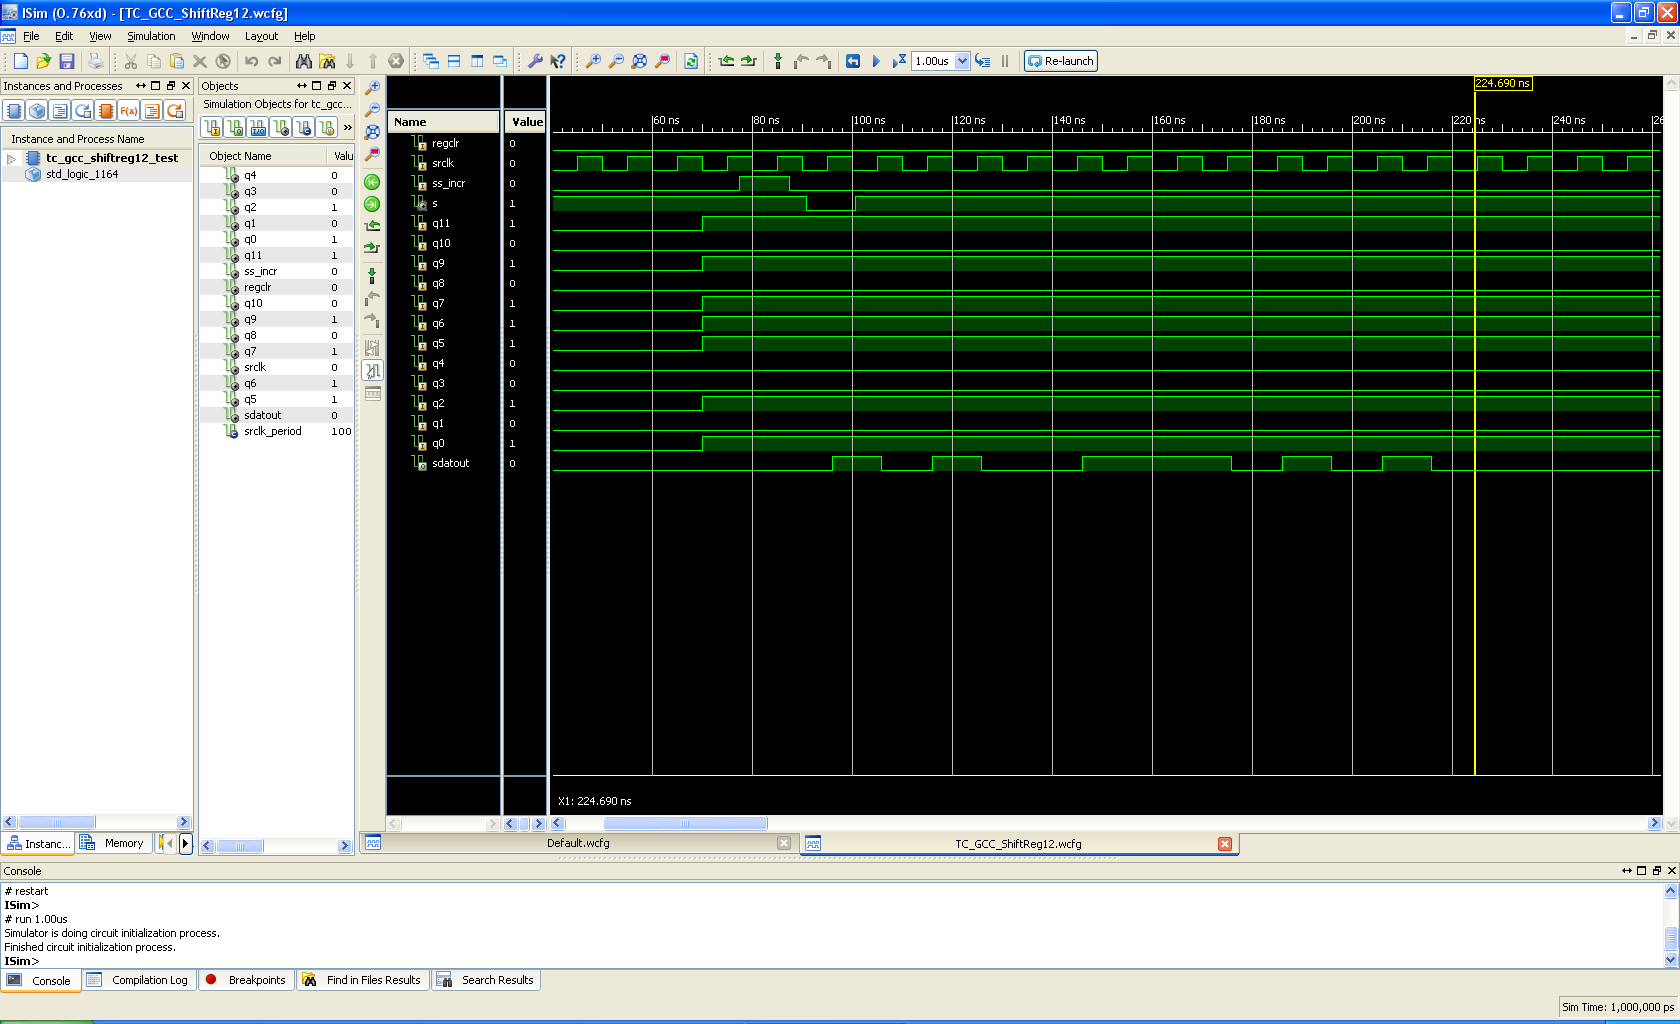 ISim (O.76xd) - [TC_GCC_ShiftReg12.wcfg]
File Edit View Simulation Window Layout Help
1.00us Re-launch
Instances and Processes
Instance and Process Name
tc_gcc_shiftreg12_test
std_logic_1164
Instanc... Memory
Objects
Simulation Objects for tc_gcc...
Object Name Valu
q4 0
q3 0
q2 1
q1 0
q0 1
q11 1
ss_incr 0
regclr 0
q10 0
q9 1
q8 0
q7 1
srclk 0
q6 1
q5 1
sdatout 0
srclk_period 100
Name Value
regclr 0
srclk 0
ss_incr 0
s 1
q11 1
q10 0
q9 1
q8 0
q7 1
q6 1
q5 1
q4 0
q3 0
q2 1
q1 0
q0 1
sdatout 0
224.690 ns
60 ns 80 ns 100 ns 120 ns 140 ns 160 ns 180 ns 200 ns 220 ns 240 ns 26
X1: 224.690 ns
Default.wcfg TC_GCC_ShiftReg12.wcfg
Console
# restart
ISim>
# run 1.00us
Simulator is doing circuit initialization process.
Finished circuit initialization process.
ISim>
Console Compilation Log Breakpoints Find in Files Results Search Results
Sim Time: 1,000,000 ps